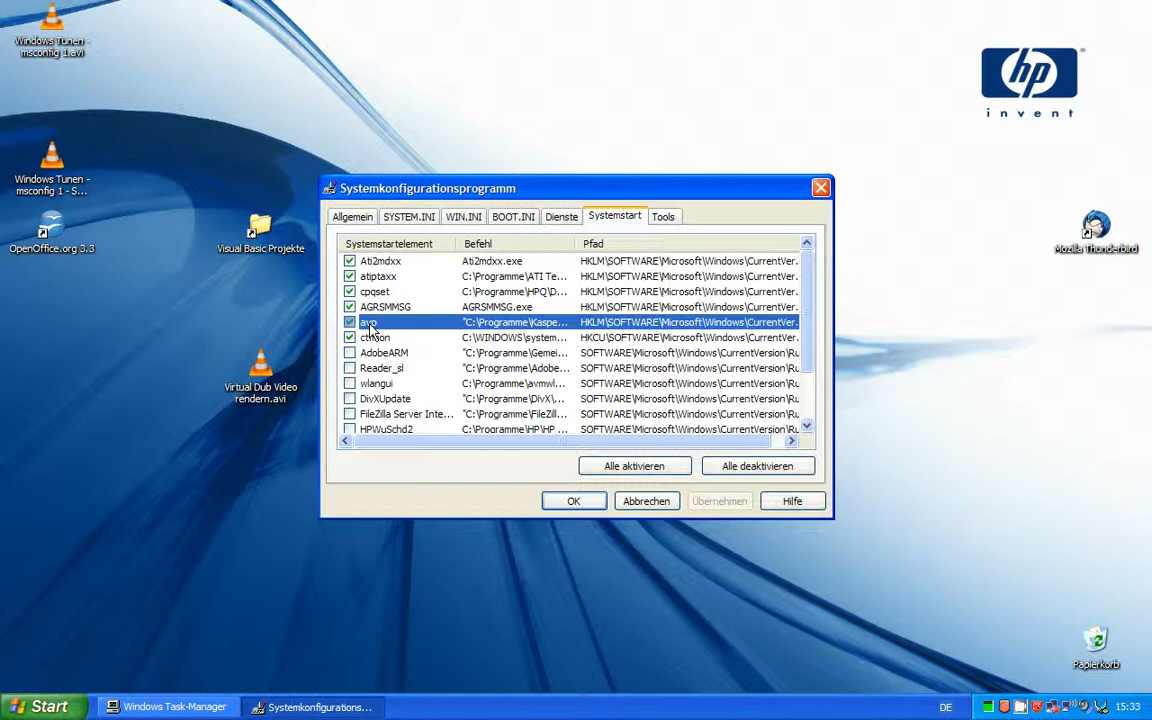 Windows Tunen -
msconfig 1.avi
hp
invent
Windows Tunen -
msconfig 1 - S...
OpenOffice.org 3.3
Visual Basic Projekte
Mozilla Thunderbird
Virtual Dub Video
rendern.avi
Papierkorb
Systemkonfigurationsprogramm
Allgemein SYSTEM.INI WIN.INI BOOT.INI Dienste Systemstart Tools
Systemstartelement Befehl Pfad
Ati2mdxx Ati2mdxx.exe HKLM\SOFTWARE\Microsoft\Windows\CurrentVer.
atiptaxx C:\Programme\ATI Te... HKLM\SOFTWARE\Microsoft\Windows\CurrentVer.
cpqset C:\Programme\HPQ\D... HKLM\SOFTWARE\Microsoft\Windows\CurrentVer.
AGRSMMSG AGRSMMSG.exe HKLM\SOFTWARE\Microsoft\Windows\CurrentVer.
avp "C:\Programme\Kaspe... HKLM\SOFTWARE\Microsoft\Windows\CurrentVer.
ctfmon C:\WINDOWS\system... HKCU\SOFTWARE\Microsoft\Windows\CurrentVer.
AdobeARM "C:\Programme\Gemei... SOFTWARE\Microsoft\Windows\CurrentVersion\Ru
Reader_sl "C:\Programme\Adobe... SOFTWARE\Microsoft\Windows\CurrentVersion\Ru
wlangui C:\Programme\avmwl... SOFTWARE\Microsoft\Windows\CurrentVersion\Ru
DivXUpdate "C:\Programme\DivX\... SOFTWARE\Microsoft\Windows\CurrentVersion\Ru
FileZilla Server Inte... "C:\Programme\FileZill... SOFTWARE\Microsoft\Windows\CurrentVersion\Ru
HPWuSchd2 C:\Programme\HP\HP ... SOFTWARE\Microsoft\Windows\CurrentVersion\Ru
Alle aktivieren Alle deaktivieren
OK Abbrechen Übernehmen Hilfe
Start Windows Task-Manager Systemkonfigurations... DE 15:33